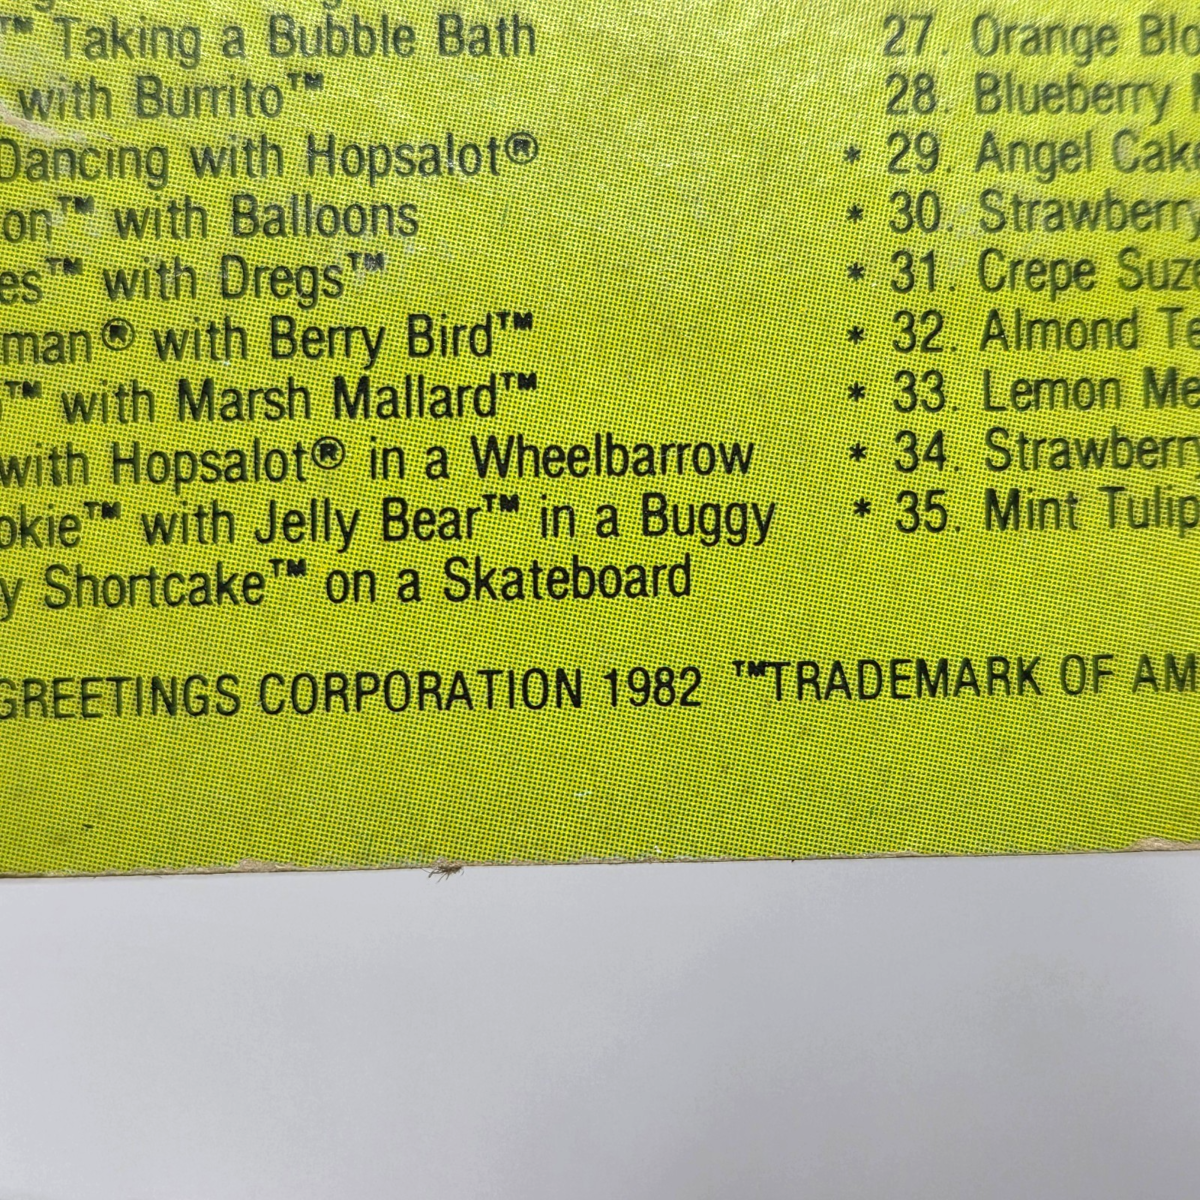 ™ Taking a Bubble Bath
with Burrito™
Dancing with Hopsalot®
on™ with Balloons
es™ with Dregs™
man® with Berry Bird™
™ with Marsh Mallard™
with Hopsalot® in a Wheelbarrow
okie™ with Jelly Bear™ in a Buggy
y Shortcake™ on a Skateboard
27. Orange Blo
28. Blueberry
* 29. Angel Cake
* 30. Strawberry
* 31. Crepe Suze
* 32. Almond Te
* 33. Lemon Me
* 34. Strawberr
* 35. Mint Tulip
GREETINGS CORPORATION 1982 ™TRADEMARK OF AM